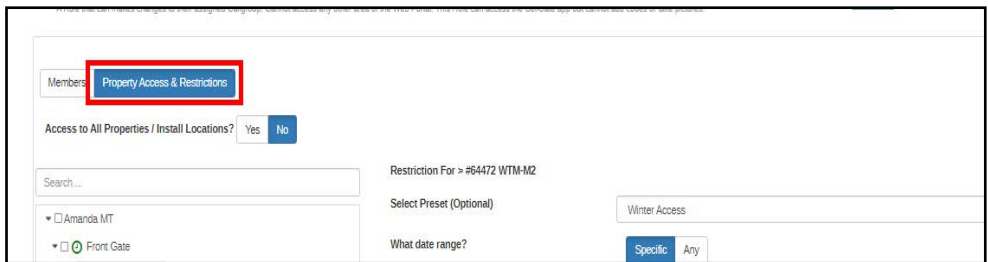 A Role that can makes changes to their assigned Callgroup. Cannot access any other area of the Web Portal. This Role can access the CellGate app but cannot add codes or take pictures.
Members Property Access & Restrictions
Access to All Properties / Install Locations? Yes No
Restriction For > #64472 WTM-M2
Search....
Select Preset (Optional) Winter Access
Amanda MT
Front Gate
What date range? Specific Any